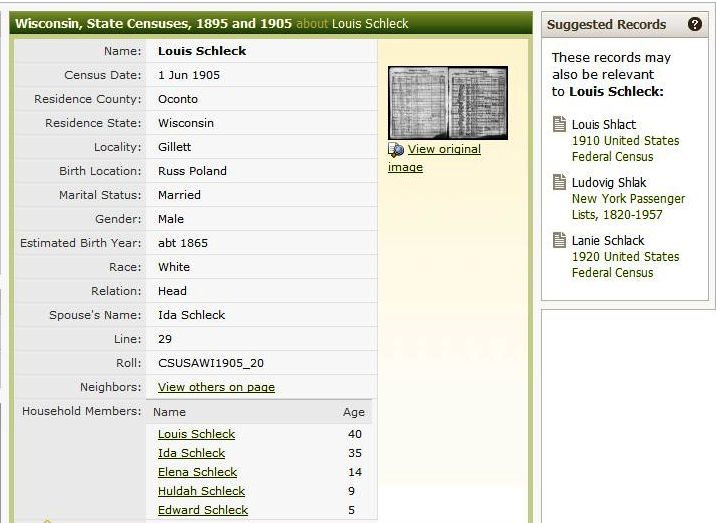 Wisconsin, State Censuses, 1895 and 1905 about Louis Schleck
Name: Louis Schleck
Census Date: 1 Jun 1905
Residence County: Oconto
Residence State: Wisconsin
Locality: Gillett
Birth Location: Russ Poland
Marital Status: Married
Gender: Male
Estimated Birth Year: abt 1865
Race: White
Relation: Head
Spouse's Name: Ida Schleck
Line: 29
Roll: CSUSAWI1905_20
Neighbors: View others on page
Household Members: Name Age
Louis Schleck 40
Ida Schleck 35
Elena Schleck 14
Huldah Schleck 9
Edward Schleck 5
View original
image
Suggested Records ?
These records may
also be relevant
to Louis Schleck:
Louis Shlact
1910 United States
Federal Census
Ludovig Shlak
New York Passenger
Lists, 1820-1957
Lanie Schlack
1920 United States
Federal Census